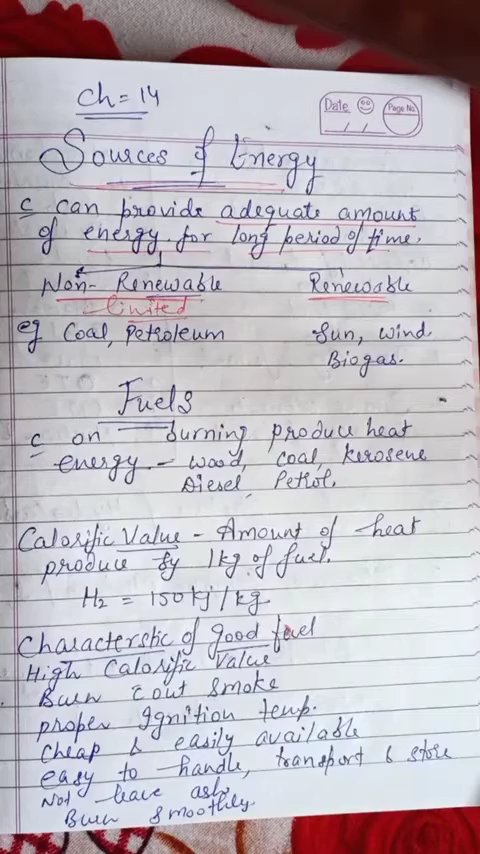 Ch = 14
Date
Page No.
Sources of Energy
c can provide adequate amount
of energy for long period of time.
Non-Renewable Renewable
limited
eg Coal, Petroleum Sun, wind.
Biogas.
Fuels
c on burning produce heat
energy - wood, coal, kerosene
Diesel, Petrol.
Calorific Value - Amount of heat
produce by 1kg of fuel.
H₂ = 150 kj/kg
Characterstic of good fuel
High Calorific Value
Burn c out smoke
proper Ignition temp.
Cheap & easily available
easy to handle, transport & store
Not leave ash
Burn smoothly.